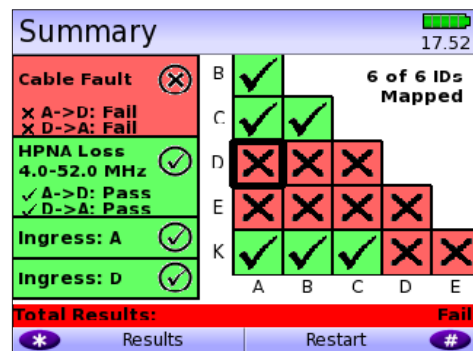 Summary
17.52
Cable Fault
A->D: Fail
D->A: Fail
HPNA Loss
4.0-52.0 MHz
A->D: Pass
D->A: Pass
Ingress: A
Ingress: D
6 of 6 IDs
Mapped
B
C
D
E
K
A B C D E
Total Results: Fail
* Results Restart #